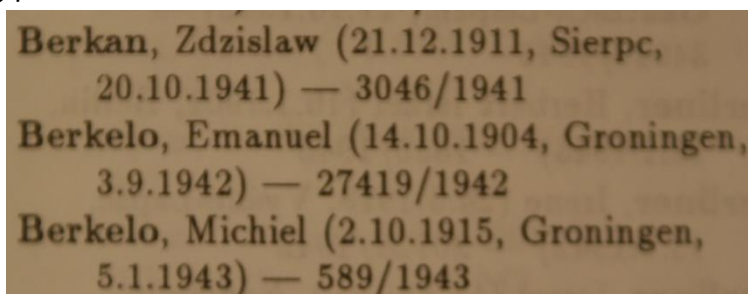 Berkan, Zdzislaw (21.12.1911, Sierpc,
20.10.1941) — 3046/1941
Berkelo, Emanuel (14.10.1904, Groningen,
3.9.1942) — 27419/1942
Berkelo, Michiel (2.10.1915, Groningen,
5.1.1943) — 589/1943